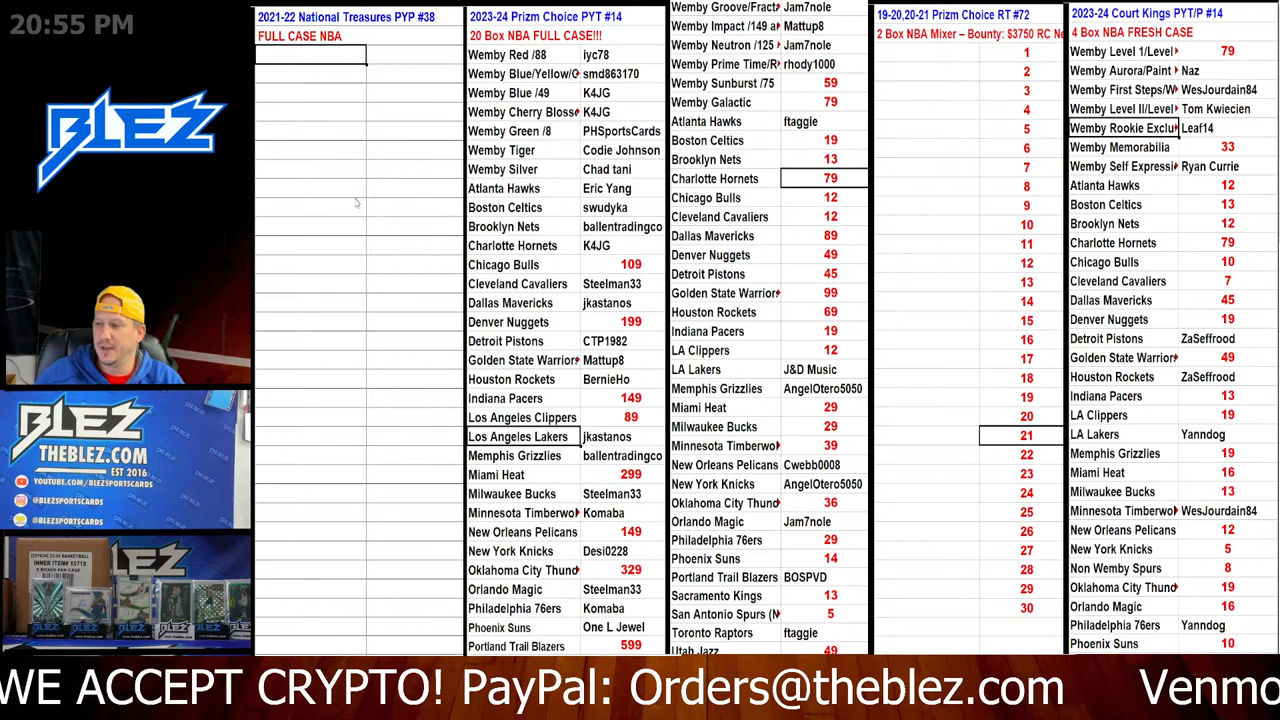 20:55 PM
BLEZ
BLEZ
THEBLEZ.COM
EST 2016
YOUTUBE.COM/BLEZSPORTSCARDS
@BLEZSPORTSCARDS
@BLEZSPORTSCARDS
INNER ITEM#15718
2021-22 National Treasures PYP #38
FULL CASE NBA
2023-24 Prizm Choice PYT #14
20 Box NBA FULL CASE!!!
Wemby Red /88 iyc78
Wemby Blue/Yellow/ smd863170
Wemby Blue /49 K4JG
Wemby Cherry Bloss K4JG
Wemby Green /8 PHSportsCards
Wemby Tiger Codie Johnson
Wemby Silver Chad tani
Atlanta Hawks Eric Yang
Boston Celtics swudyka
Brooklyn Nets ballentradingco
Charlotte Hornets K4JG
Chicago Bulls 109
Cleveland Cavaliers Steelman33
Dallas Mavericks jkastanos
Denver Nuggets 199
Detroit Pistons CTP1982
Golden State Warrior Mattup8
Houston Rockets BernieHo
Indiana Pacers 149
Los Angeles Clippers 89
Los Angeles Lakers jkastanos
Memphis Grizzlies ballentradingco
Miami Heat 299
Milwaukee Bucks Steelman33
Minnesota Timberwo Komaba
New Orleans Pelicans 149
New York Knicks Desi0228
Oklahoma City Thun 329
Orlando Magic Steelman33
Philadelphia 76ers Komaba
Phoenix Suns One L Jewel
Portland Trail Blazers 599
Wemby Groove/Fract Jam7nole
Wemby Impact /149 a Mattup8
Wemby Neutron /125 Jam7nole
Wemby Prime Time/R rhody1000
Wemby Sunburst /75 59
Wemby Galactic 79
Atlanta Hawks ftaggie
Boston Celtics 19
Brooklyn Nets 13
Charlotte Hornets 79
Chicago Bulls 12
Cleveland Cavaliers 12
Dallas Mavericks 89
Denver Nuggets 49
Detroit Pistons 45
Golden State Warrior 99
Houston Rockets 69
Indiana Pacers 19
LA Clippers 12
LA Lakers J&D Music
Memphis Grizzlies AngelOtero5050
Miami Heat 29
Milwaukee Bucks 29
Minnesota Timberwo 39
New Orleans Pelicans Cwebb0008
New York Knicks AngelOtero5050
Oklahoma City Thund 36
Orlando Magic Jam7nole
Philadelphia 76ers 29
Phoenix Suns 14
Portland Trail Blazers BOSPVD
Sacramento Kings 13
San Antonio Spurs (N 5
Toronto Raptors ftaggie
Utah Jazz 49
19-20,20-21 Prizm Choice RT #72
2 Box NBA Mixer – Bounty: $3750 RC Ne
1
2
3
4
5
6
7
8
9
10
11
12
13
14
15
16
17
18
19
20
21
22
23
24
25
26
27
28
29
30
2023-24 Court Kings PYT/P #14
4 Box NBA FRESH CASE
Wemby Level 1/Level 79
Wemby Aurora/Paint Naz
Wemby First Steps/W WesJourdain84
Wemby Level II/Level Tom Kwiecien
Wemby Rookie Exclu Leaf14
Wemby Memorabilia 33
Wemby Self Expressi Ryan Currie
Atlanta Hawks 12
Boston Celtics 13
Brooklyn Nets 12
Charlotte Hornets 79
Chicago Bulls 10
Cleveland Cavaliers 7
Dallas Mavericks 45
Denver Nuggets 19
Detroit Pistons ZaSeffrood
Golden State Warrior 49
Houston Rockets ZaSeffrood
Indiana Pacers 13
LA Clippers 19
LA Lakers Yanndog
Memphis Grizzlies 19
Miami Heat 16
Milwaukee Bucks 13
Minnesota Timberwo WesJourdain84
New Orleans Pelicans 12
New York Knicks 5
Non Wemby Spurs 8
Oklahoma City Thun 19
Orlando Magic 16
Philadelphia 76ers Yanndog
Phoenix Suns 10
WE ACCEPT CRYPTO! PayPal: Orders@theblez.com Venmo